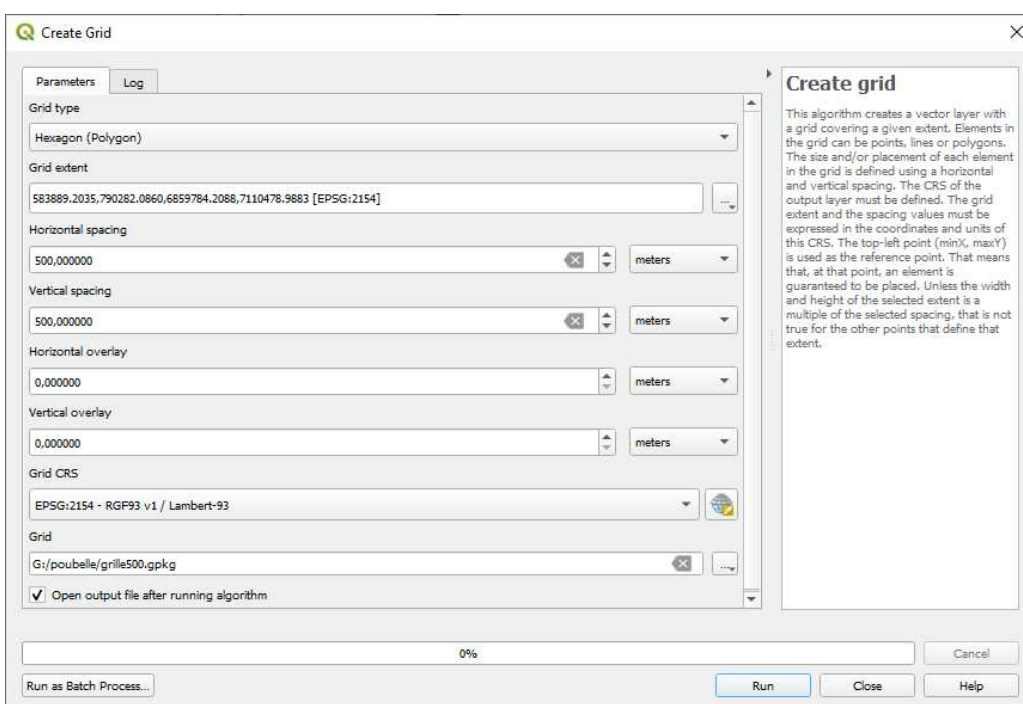 Create Grid
Parameters
Log
Grid type
Hexagon (Polygon)
Grid extent
583889.2035,790282.0860,6859784.2088,7110478.9883 [EPSG:2154]
...
Horizontal spacing
500,000000
meters
Vertical spacing
500,000000
meters
Horizontal overlay
0,000000
meters
Vertical overlay
0,000000
meters
Grid CRS
EPSG:2154 - RGF93 v1 / Lambert-93
Grid
G:/poubelle/grille500.gpkg
...
Open output file after running algorithm
Create grid
This algorithm creates a vector layer with
a grid covering a given extent. Elements in
the grid can be points, lines or polygons.
The size and/or placement of each element
in the grid is defined using a horizontal
and vertical spacing. The CRS of the
output layer must be defined. The grid
extent and the spacing values must be
expressed in the coordinates and units of
this CRS. The top-left point (minX, maxY)
is used as the reference point. That means
that, at that point, an element is
guaranteed to be placed. Unless the width
and height of the selected extent is a
multiple of the selected spacing, that is not
true for the other points that define that
extent.
0%
Cancel
Run as Batch Process...
Run
Close
Help